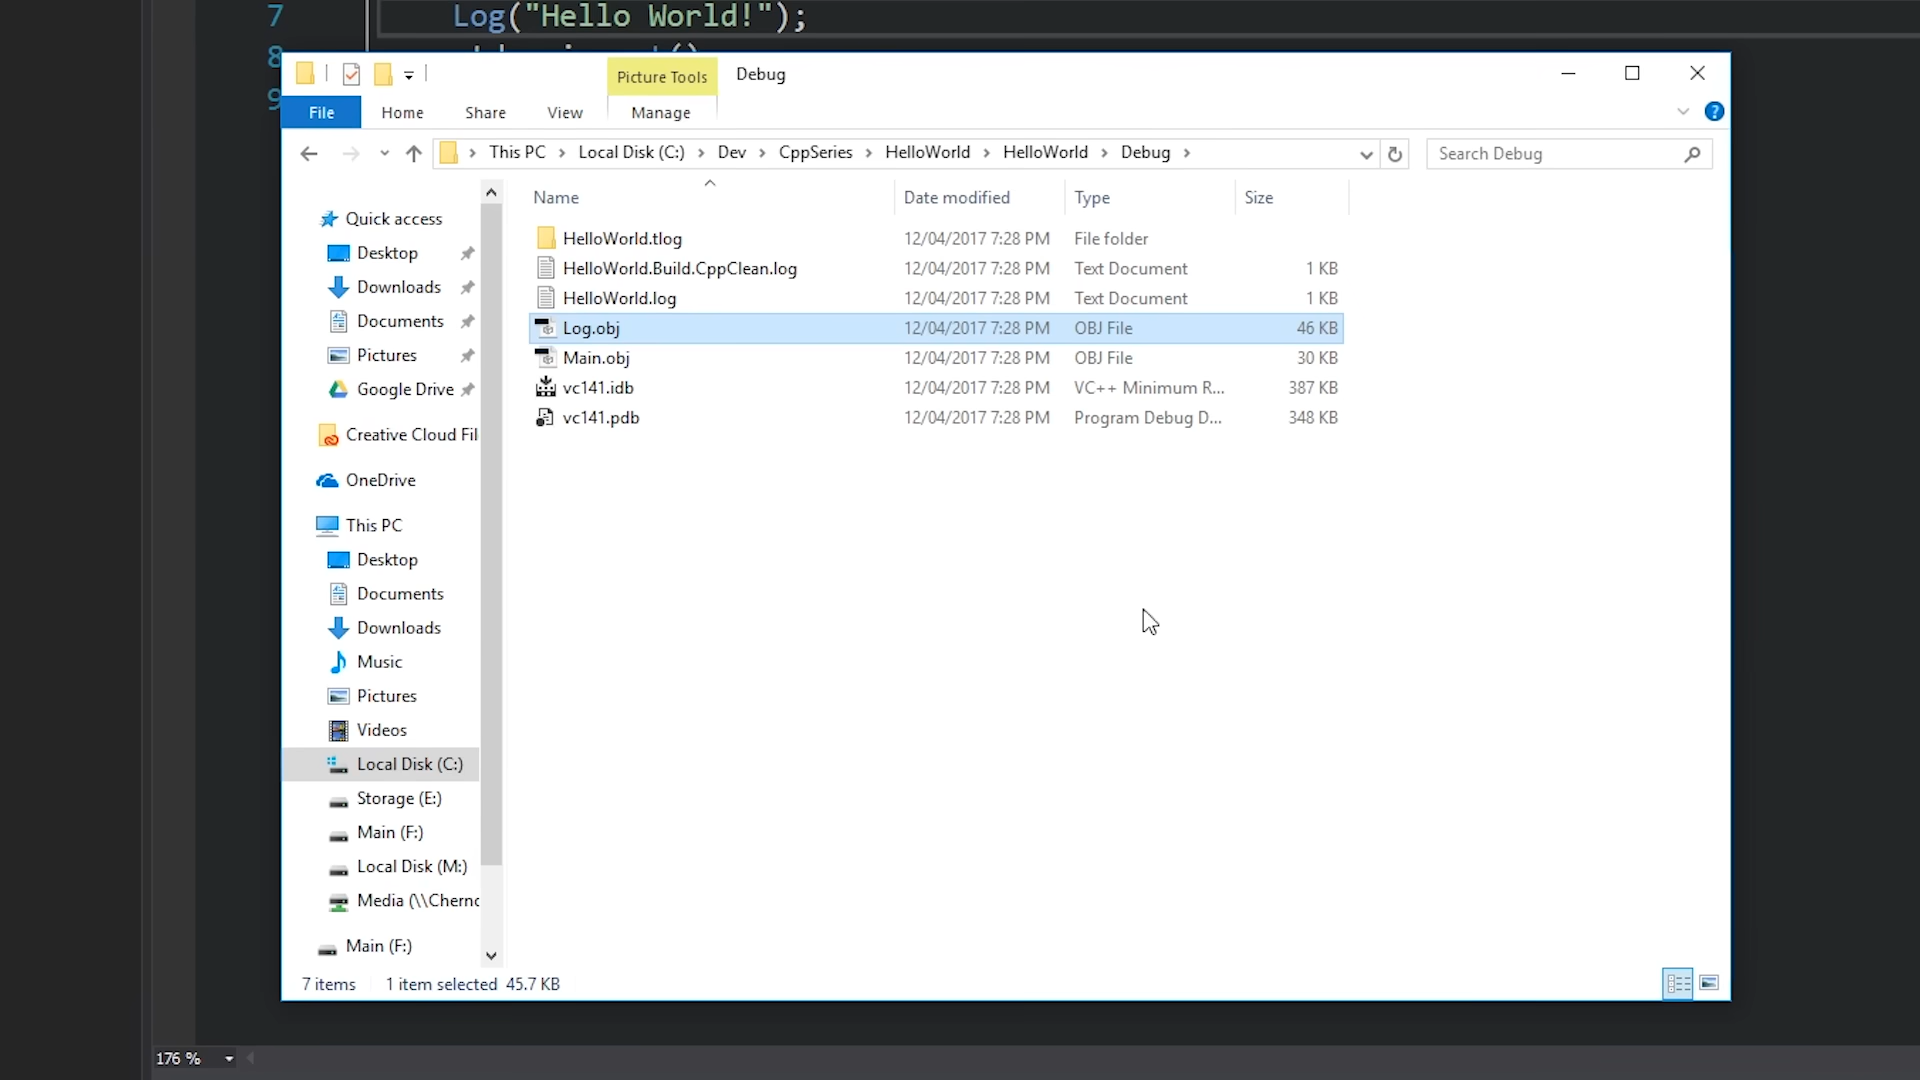 7 Log("Hello World!");
8
9
Picture Tools Debug
File Home Share View Manage
This PC Local Disk (C:) Dev CppSeries HelloWorld HelloWorld Debug Search Debug
Name Date modified Type Size
HelloWorld.tlog 12/04/2017 7:28 PM File folder
HelloWorld.Build.CppClean.log 12/04/2017 7:28 PM Text Document 1 KB
HelloWorld.log 12/04/2017 7:28 PM Text Document 1 KB
Log.obj 12/04/2017 7:28 PM OBJ File 46 KB
Main.obj 12/04/2017 7:28 PM OBJ File 30 KB
vc141.idb 12/04/2017 7:28 PM VC++ Minimum R... 387 KB
vc141.pdb 12/04/2017 7:28 PM Program Debug D... 348 KB
Quick access
Desktop
Downloads
Documents
Pictures
Google Drive
Creative Cloud Fil
OneDrive
This PC
Desktop
Documents
Downloads
Music
Pictures
Videos
Local Disk (C:)
Storage (E:)
Main (F:)
Local Disk (M:)
Media (\\Cherno
Main (F:)
7 items 1 item selected 45.7 KB
176 %